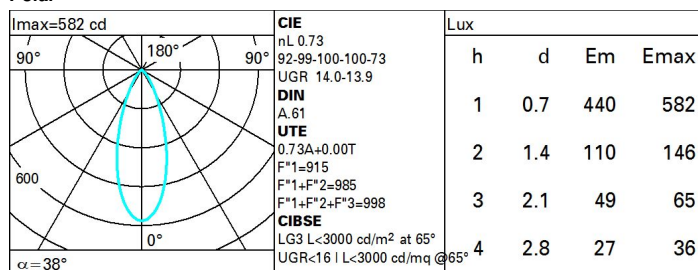 Imax=582 cd
90°
180°
90°
600
0°
α=38°
CIE
nL 0.73
92-99-100-100-73
UGR 14.0-13.9
DIN
A.61
UTE
0.73A+0.00T
F"1=915
F"1+F"2=985
F"1+F"2+F"3=998
CIBSE
LG3 L<3000 cd/m² at 65°
UGR<16 | L<3000 cd/mq @65°
Lux
h d Em Emax
1 0.7 440 582
2 1.4 110 146
3 2.1 49 65
4 2.8 27 36